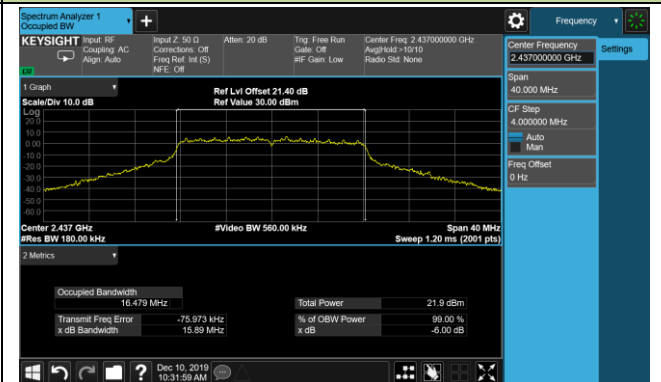 Spectrum Analyzer 1
Occupied BW
Frequency
KEYSIGHT
Input: RF
Coupling: AC
Align: Auto
Input Z: 50 Ω
Corrections: Off
Freq Ref: Int (S)
NFE: Off
Atten: 20 dB
Trig: Free Run
Gate: Off
#IF Gain: Low
Center Freq: 2.437000000 GHz
Avg|Hold:>10/10
Radio Std: None
Center Frequency
2.437000000 GHz
Settings
Span
40.000 MHz
CF Step
4.000000 MHz
Auto
Man
Freq Offset
0 Hz
1 Graph
Scale/Div 10.0 dB
Ref Lvl Offset 21.40 dB
Ref Value 30.00 dBm
Log
20.0
10.0
0.00
-10.0
-20.0
-30.0
-40.0
-50.0
-60.0
Center 2.437 GHz
#Video BW 560.00 kHz
Span 40 MHz
#Res BW 180.00 kHz
Sweep 1.20 ms (2001 pts)
2 Metrics
Occupied Bandwidth
16.479 MHz
Total Power
21.9 dBm
Transmit Freq Error
-75.973 kHz
% of OBW Power
99.00 %
x dB Bandwidth
15.89 MHz
x dB
-6.00 dB
?
Dec 10, 2019
10:31:59 AM